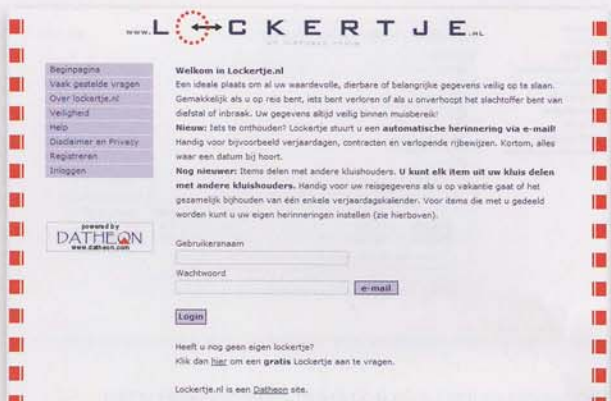 www.LOCKERTJE.NL
Beginpagina
Vaak gestelde vragen
Over lockertje.nl
Veiligheid
Help
Disclaimer en Privacy
Registreren
Inloggen
powered by
DATHEON
www.datheon.com
Welkom in Lockertje.nl
Een ideale plaats om al uw waardevolle, dierbare of belangrijke gegevens veilig op te slaan.
Gemakkelijk als u op reis bent, iets bent verloren of als u onverhoopt het slachtoffer bent van
diefstal of inbraak. Uw gegevens altijd veilig binnen muisbereik!
Nieuw: Iets te onthouden? Lockertje stuurt u een automatische herinnering via e-mail!
Handig voor bijvoorbeeld verjaardagen, contracten en verlopende rijbewijzen. Kortom, alles
waar een datum bij hoort.
Nog nieuwer: Items delen met andere kluishouders. U kunt elk item uit uw kluis delen
met andere kluishouders. Handig voor uw reisgegevens als u op vakantie gaat of het
gezamelijk bijhouden van één enkele verjaardagskalender. Voor items die met u gedeeld
worden kunt u uw eigen herinneringen instellen (zie hierboven).
Gebruikersnaam
Wachtwoord
e-mail
Login
Heeft u nog geen eigen lockertje?
Klik dan hier om een gratis Lockertje aan te vragen.
Lockertje.nl is een Datheon site.